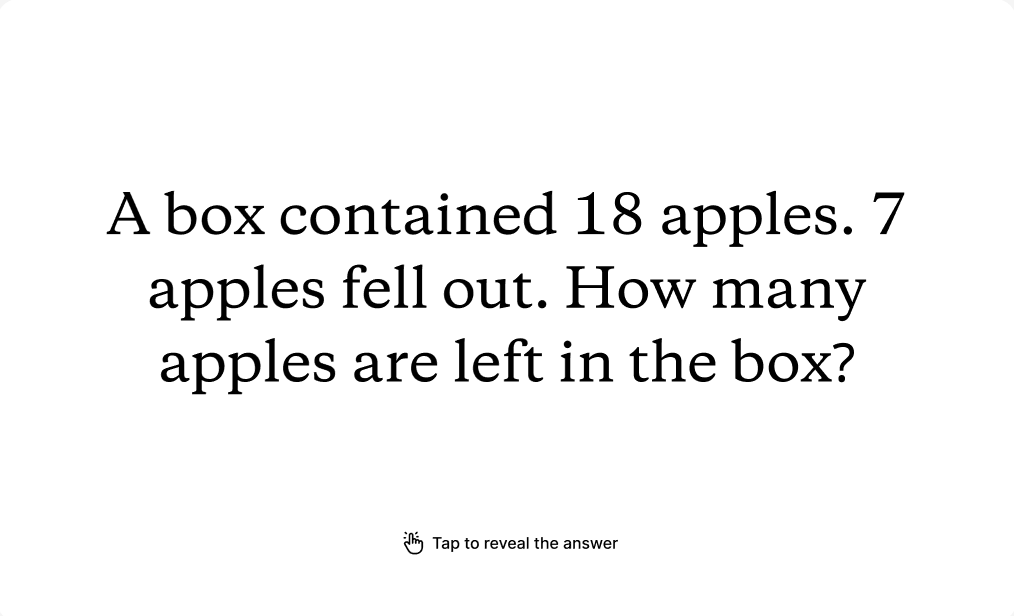 A box contained 18 apples. 7
apples fell out. How many
apples are left in the box?
Tap to reveal the answer